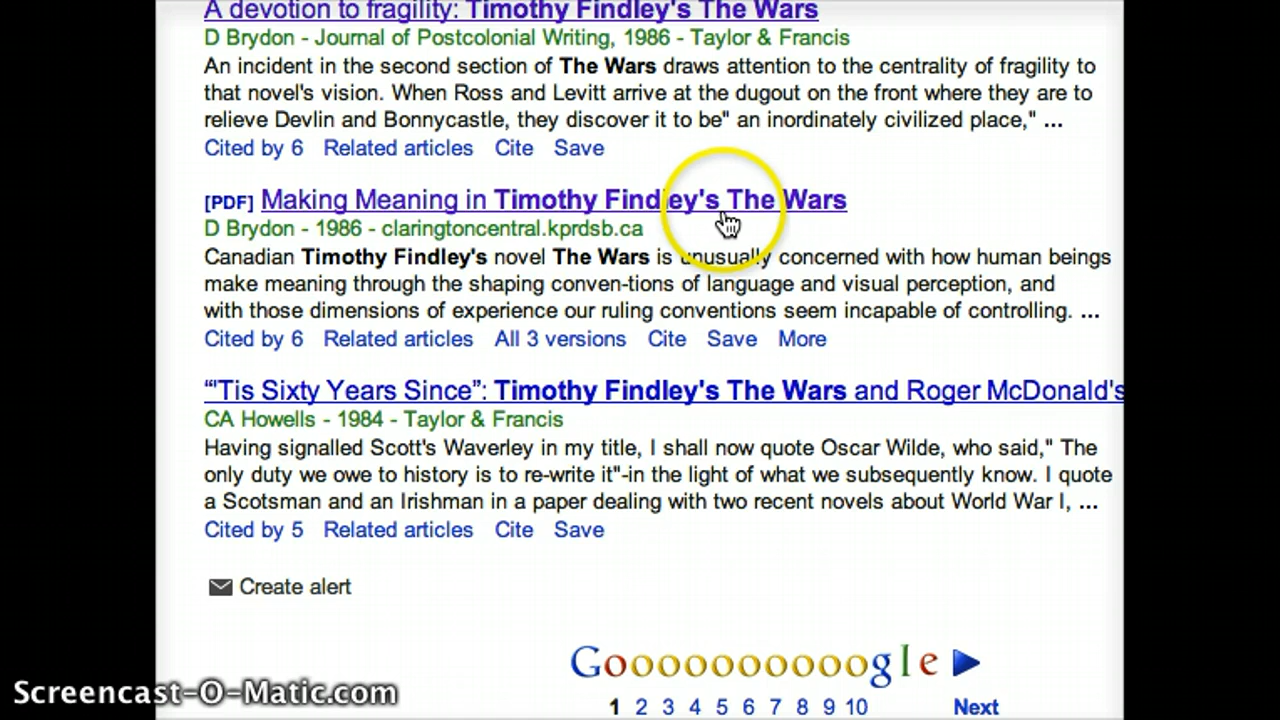 A devotion to fragility: Timothy Findley's The Wars
D Brydon - Journal of Postcolonial Writing, 1986 - Taylor & Francis
An incident in the second section of The Wars draws attention to the centrality of fragility to
that novel's vision. When Ross and Levitt arrive at the dugout on the front where they are to
relieve Devlin and Bonnycastle, they discover it to be" an inordinately civilized place," ...
Cited by 6 Related articles Cite Save
[PDF] Making Meaning in Timothy Findley's The Wars
D Brydon - 1986 - claringtoncentral.kprdsb.ca
Canadian Timothy Findley's novel The Wars is unusually concerned with how human beings
make meaning through the shaping conven-tions of language and visual perception, and
with those dimensions of experience our ruling conventions seem incapable of controlling. ...
Cited by 6 Related articles All 3 versions Cite Save More
“'Tis Sixty Years Since”: Timothy Findley's The Wars and Roger McDonald's
CA Howells - 1984 - Taylor & Francis
Having signalled Scott's Waverley in my title, I shall now quote Oscar Wilde, who said," The
only duty we owe to history is to re-write it"-in the light of what we subsequently know. I quote
a Scotsman and an Irishman in a paper dealing with two recent novels about World War I, ...
Cited by 5 Related articles Cite Save
Create alert
Goooooooooogle
1 2 3 4 5 6 7 8 9 10 Next
Screencast-O-Matic.com